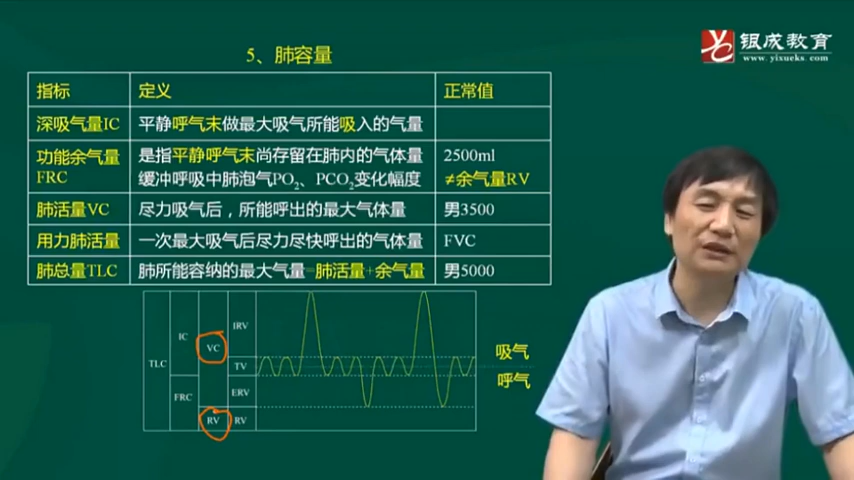 5、肺容量
银成教育
www.yixueks.com
指标 定义 正常值
深吸气量IC 平静呼气末做最大吸气所能吸入的气量
功能余气量FRC 是指平静呼气末尚存留在肺内的气体量 2500ml
缓冲呼吸中肺泡气PO2、PCO2变化幅度 ≠余气量RV
肺活量VC 尽力吸气后，所能呼出的最大气体量 男3500
用力肺活量 一次最大吸气后尽力尽快呼出的气体量 FVC
肺总量TLC 肺所能容纳的最大气量=肺活量+余气量 男5000
TLC
IC
FRC
VC
RV
IRV
TV
ERV
RV
吸气
呼气